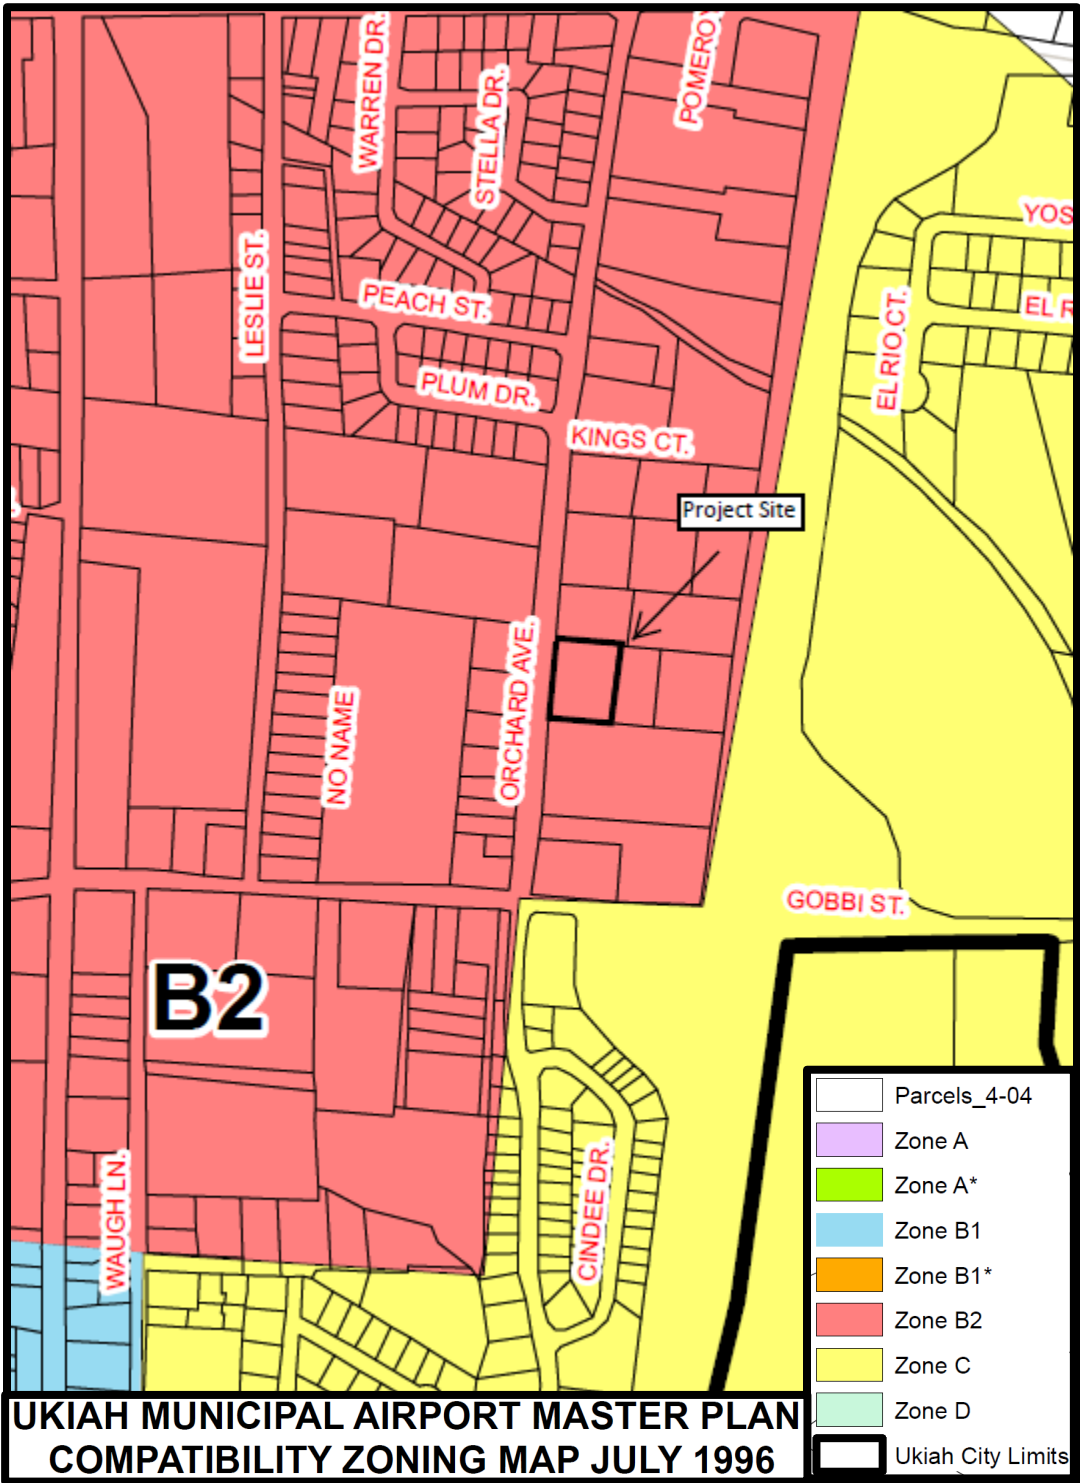 WARREN DR.
STELLA DR.
POMEROY
YOS
LESLIE ST.
PEACH ST.
EL RIO CT.
EL R
PLUM DR.
KINGS CT.
Project Site
ORCHARD AVE.
NO NAME
GOBBI ST.
B2
WAUGH LN.
CINDEE DR.
Parcels_4-04
Zone A
Zone A*
Zone B1
Zone B1*
Zone B2
Zone C
Zone D
Ukiah City Limits
UKIAH MUNICIPAL AIRPORT MASTER PLAN
COMPATIBILITY ZONING MAP JULY 1996